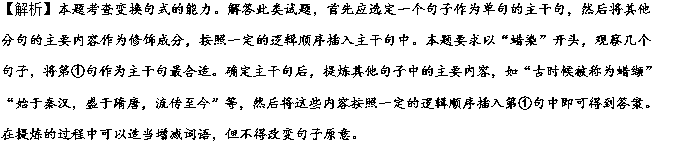 【解析】本题考查变换句式的能力。解答此类试题，首先应选定一个句子作为单句的主干句，然后将其他
分句的主要内容作为修饰成分，按照一定的逻辑顺序插入主干句中。本题要求以“蜡染”开头，观察几个
句子，将第①句作为主干句最合适。确定主干句后，提炼其他句子中的主要内容，如“古时候被称为蜡缬”
“始于秦汉，盛于隋唐，流传至今”等，然后将这些内容按照一定的逻辑顺序插入第①句中即可得到答案。
在提炼的过程中可以适当增减词语，但不得改变句子原意。